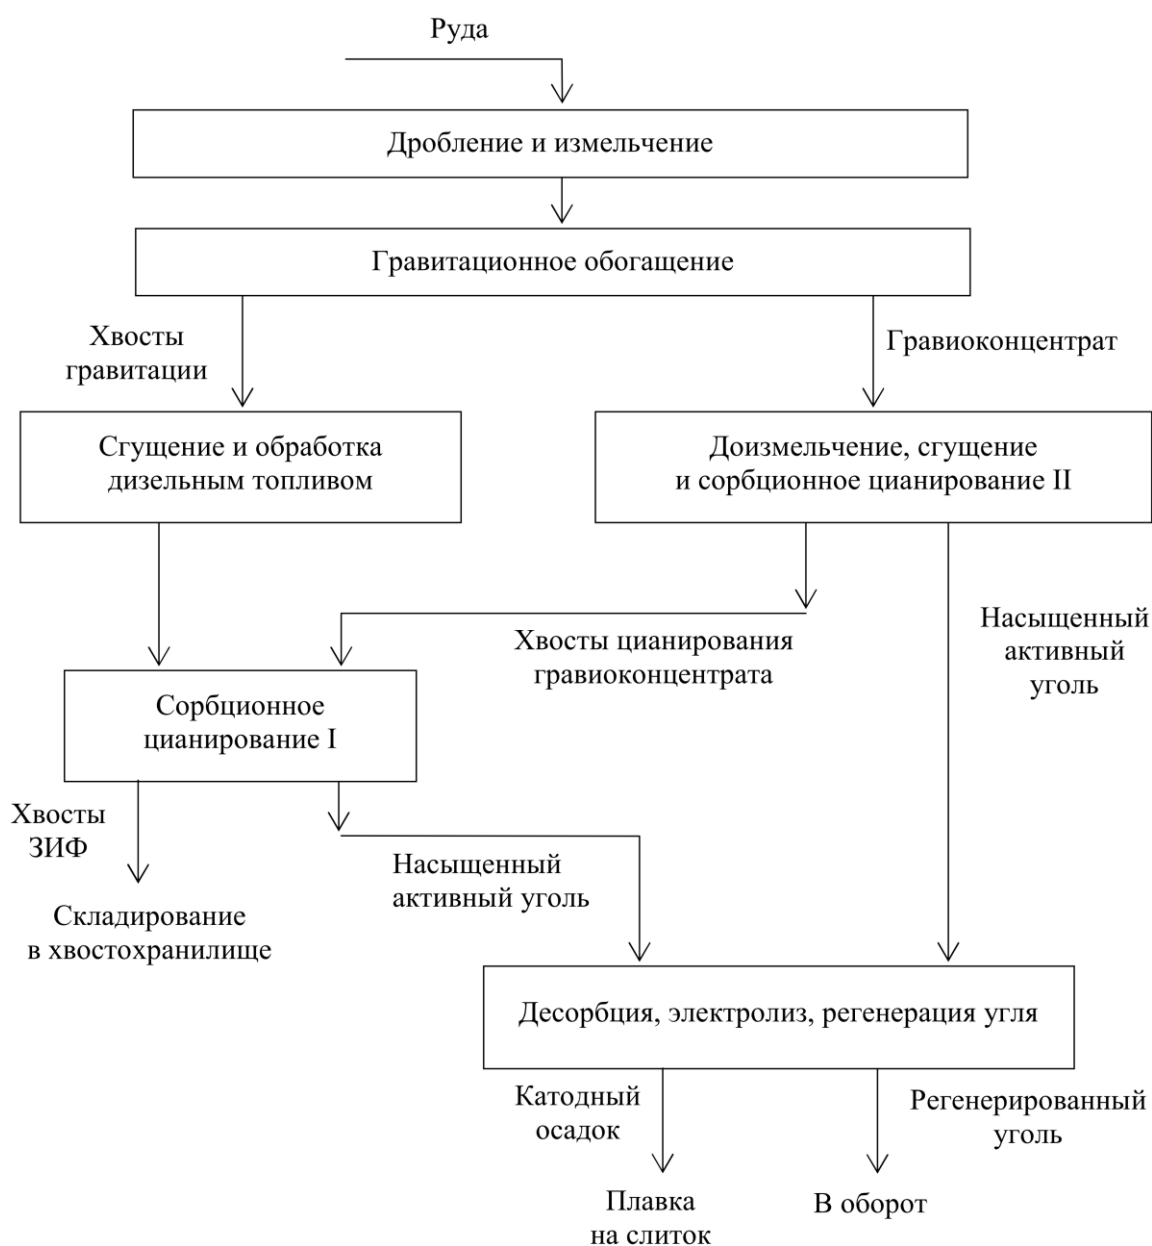 Руда
Дробление и измельчение
Гравитационное обогащение
Хвосты
гравитации
Гравиоконцентрат
Сгущение и обработка
дизельным топливом
Доизмельчение, сгущение
и сорбционное цианирование II
Хвосты цианирования
гравиоконцентрата
Насыщенный
активный
уголь
Сорбционное
цианирование I
Хвосты
ЗИФ
Складирование
в хвостохранилище
Насыщенный
активный уголь
Десорбция, электролиз, регенерация угля
Катодный
осадок
Регенерированный
уголь
Плавка
на слиток
В оборот